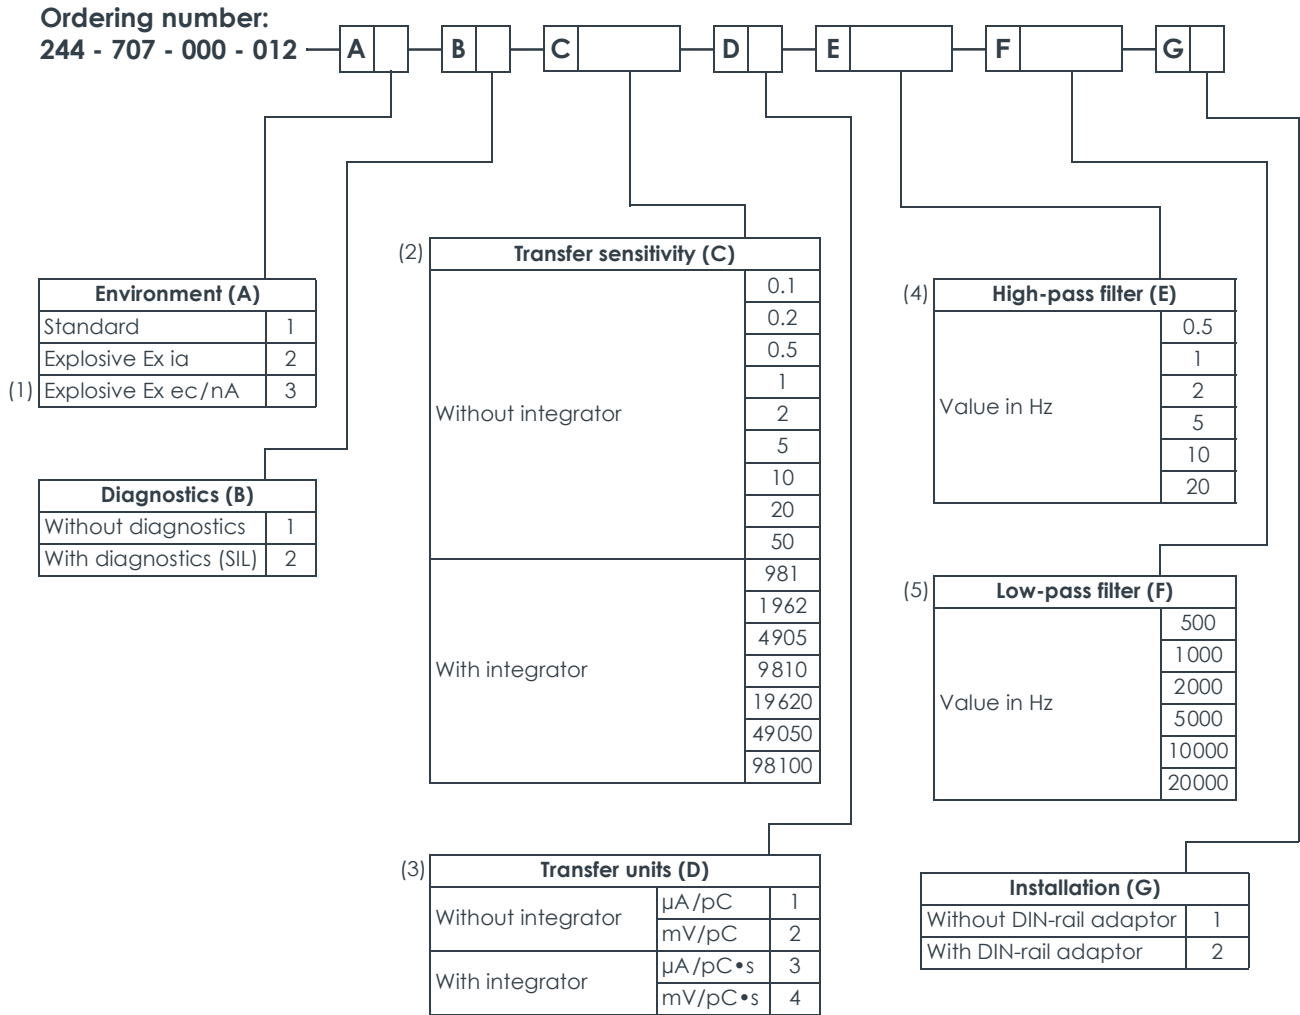 Ordering number:
244 - 707 - 000 - 012 A B C D E F G
(1)
Environment (A)
Standard 1
Explosive Ex ia 2
Explosive Ex ec/nA 3
Diagnostics (B)
Without diagnostics 1
With diagnostics (SIL) 2
(2)
Transfer sensitivity (C)
Without integrator
0.1
0.2
0.5
1
2
5
10
20
50
With integrator
981
1962
4905
9810
19620
49050
98100
(3)
Transfer units (D)
Without integrator
µA/pC 1
mV/pC 2
With integrator
µA/pC•s 3
mV/pC•s 4
(4)
High-pass filter (E)
Value in Hz
0.5
1
2
5
10
20
(5)
Low-pass filter (F)
Value in Hz
500
1000
2000
5000
10000
20000
Installation (G)
Without DIN-rail adaptor 1
With DIN-rail adaptor 2